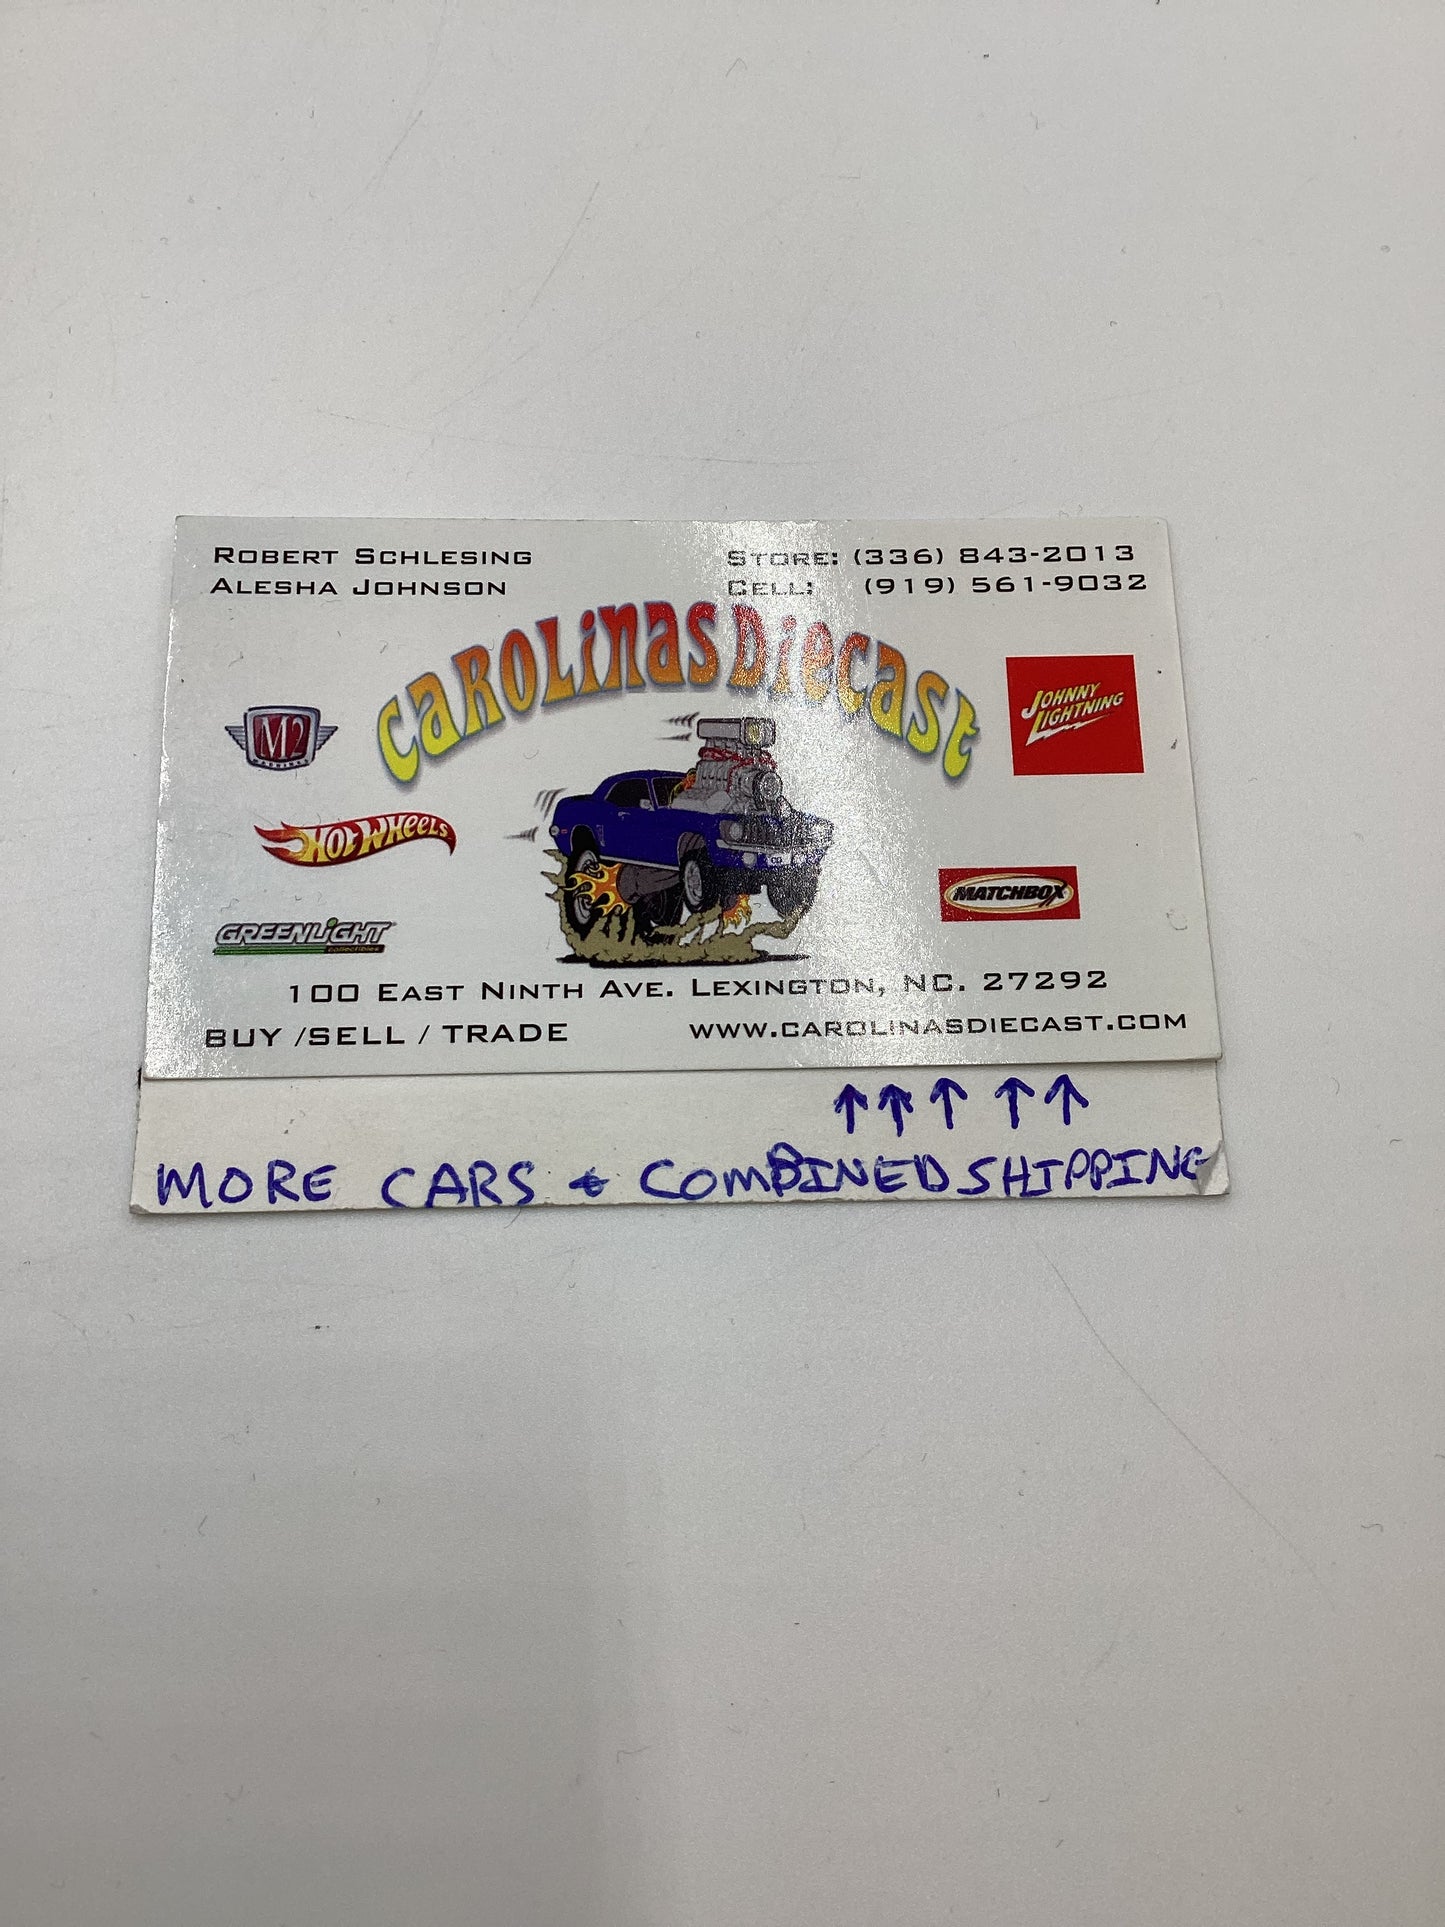 ROBERT SCHLESING
ALESHA JOHNSON
STORE: (336) 843-2013
CELL: (919) 561-9032
CAROLINAS DIECAST
M2
MACHINES
JOHNNY
LIGHTNING
HOT WHEELS
MATCHBOX
GREENLIGHT
collectibles
100 EAST NINTH AVE. LEXINGTON, NC. 27292
BUY /SELL / TRADE
WWW.CAROLINASDIECAST.COM
↑↑↑ ↑↑
MORE CARS & COMBINED SHIPPING